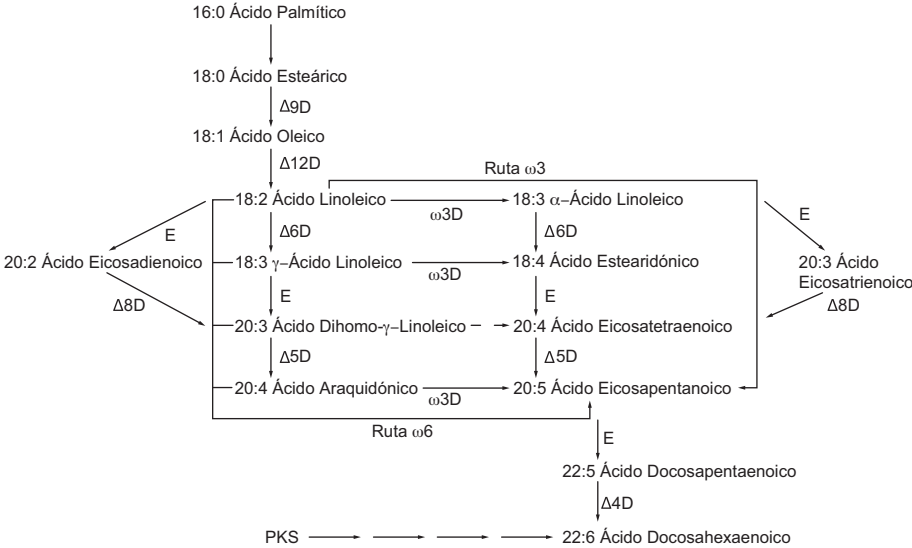 16:0 Ácido Palmítico
18:0 Ácido Esteárico
Δ9D
18:1 Ácido Oleico
Δ12D
Ruta ω3
18:2 Ácido Linoleico
ω3D
18:3 α–Ácido Linoleico
E
Δ6D
Δ6D
E
20:2 Ácido Eicosadienoico
18:3 γ–Ácido Linoleico
ω3D
18:4 Ácido Estearidónico
20:3 Ácido
Eicosatrienoico
Δ8D
E
E
Δ8D
20:3 Ácido Dihomo-γ–Linoleico
20:4 Ácido Eicosatetraenoico
Δ5D
Δ5D
20:4 Ácido Araquidónico
ω3D
20:5 Ácido Eicosapentanoico
Ruta ω6
E
22:5 Ácido Docosapentaenoico
Δ4D
PKS
22:6 Ácido Docosahexaenoico